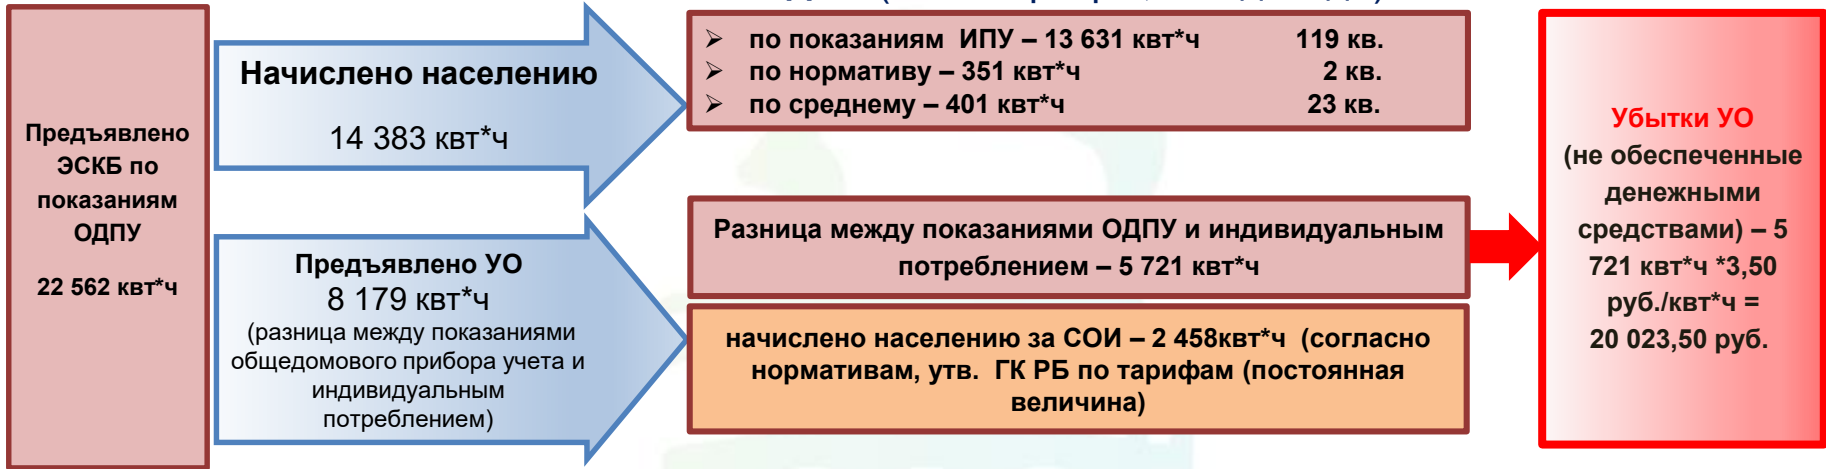 Предъявлено
ЭСКБ по
показаниям
ОДПУ
22 562 квт*ч
Начислено населению
14 383 квт*ч
➢ по показаниям ИПУ – 13 631 квт*ч 119 кв.
➢ по нормативу – 351 квт*ч 2 кв.
➢ по среднему – 401 квт*ч 23 кв.
Предъявлено УО
8 179 квт*ч
(разница между показаниями
общедомового прибора учета и
индивидуальным
потреблением)
Разница между показаниями ОДПУ и индивидуальным
потреблением – 5 721 квт*ч
начислено населению за СОИ – 2 458квт*ч (согласно
нормативам, утв. ГК РБ по тарифам (постоянная
величина)
Убытки УО
(не обеспеченные
денежными
средствами) – 5
721 квт*ч *3,50
руб./квт*ч =
20 023,50 руб.